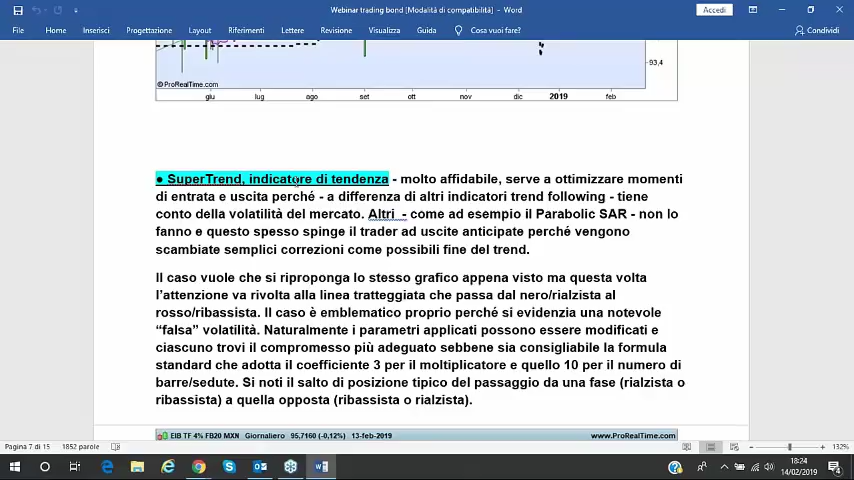 Webinar trading bond [Modalità di compatibilità] - Word
Accedi
File Home Inserisci Progettazione Layout Riferimenti Lettere Revisione Visualizza Guida Cosa vuoi fare? Condividi
93,4
© ProRealTime.com
giu lug ago set ott nov dic 2019 feb
● SuperTrend, indicatore di tendenza - molto affidabile, serve a ottimizzare momenti
di entrata e uscita perché - a differenza di altri indicatori trend following - tiene
conto della volatilità del mercato. Altri - come ad esempio il Parabolic SAR - non lo
fanno e questo spesso spinge il trader ad uscite anticipate perché vengono
scambiate semplici correzioni come possibili fine del trend.
Il caso vuole che si riproponga lo stesso grafico appena visto ma questa volta
l’attenzione va rivolta alla linea tratteggiata che passa dal nero/rialzista al
rosso/ribassista. Il caso è emblematico proprio perché si evidenzia una notevole
“falsa” volatilità. Naturalmente i parametri applicati possono essere modificati e
ciascuno trovi il compromesso più adeguato sebbene sia consigliabile la formula
standard che adotta il coefficiente 3 per il moltiplicatore e quello 10 per il numero di
barre/sedute. Si noti il salto di posizione tipico del passaggio da una fase (rialzista o
ribassista) a quella opposta (ribassista o rialzista).
EIB TF 4% FB20 MXN Giornaliero 95,7160 (-0,12%) 13-feb-2019 www.ProRealTime.com
Pagina 7 di 15 1852 parole 132%
18:24
14/02/2019